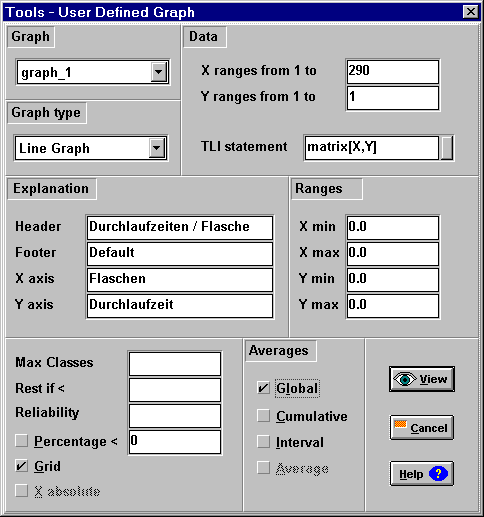 Tools - User Defined Graph
Graph
graph_1
Graph type
Line Graph
Data
X ranges from 1 to 290
Y ranges from 1 to 1
TLI statement matrix[X,Y]
Explanation
Header Durchlaufzeiten / Flasche
Footer Default
X axis Flaschen
Y axis Durchlaufzeit
Ranges
X min 0.0
X max 0.0
Y min 0.0
Y max 0.0
Max Classes
Rest if <
Reliability
Percentage < 0
Grid
X absolute
Averages
Global
Cumulative
Interval
Average
View
Cancel
Help ?